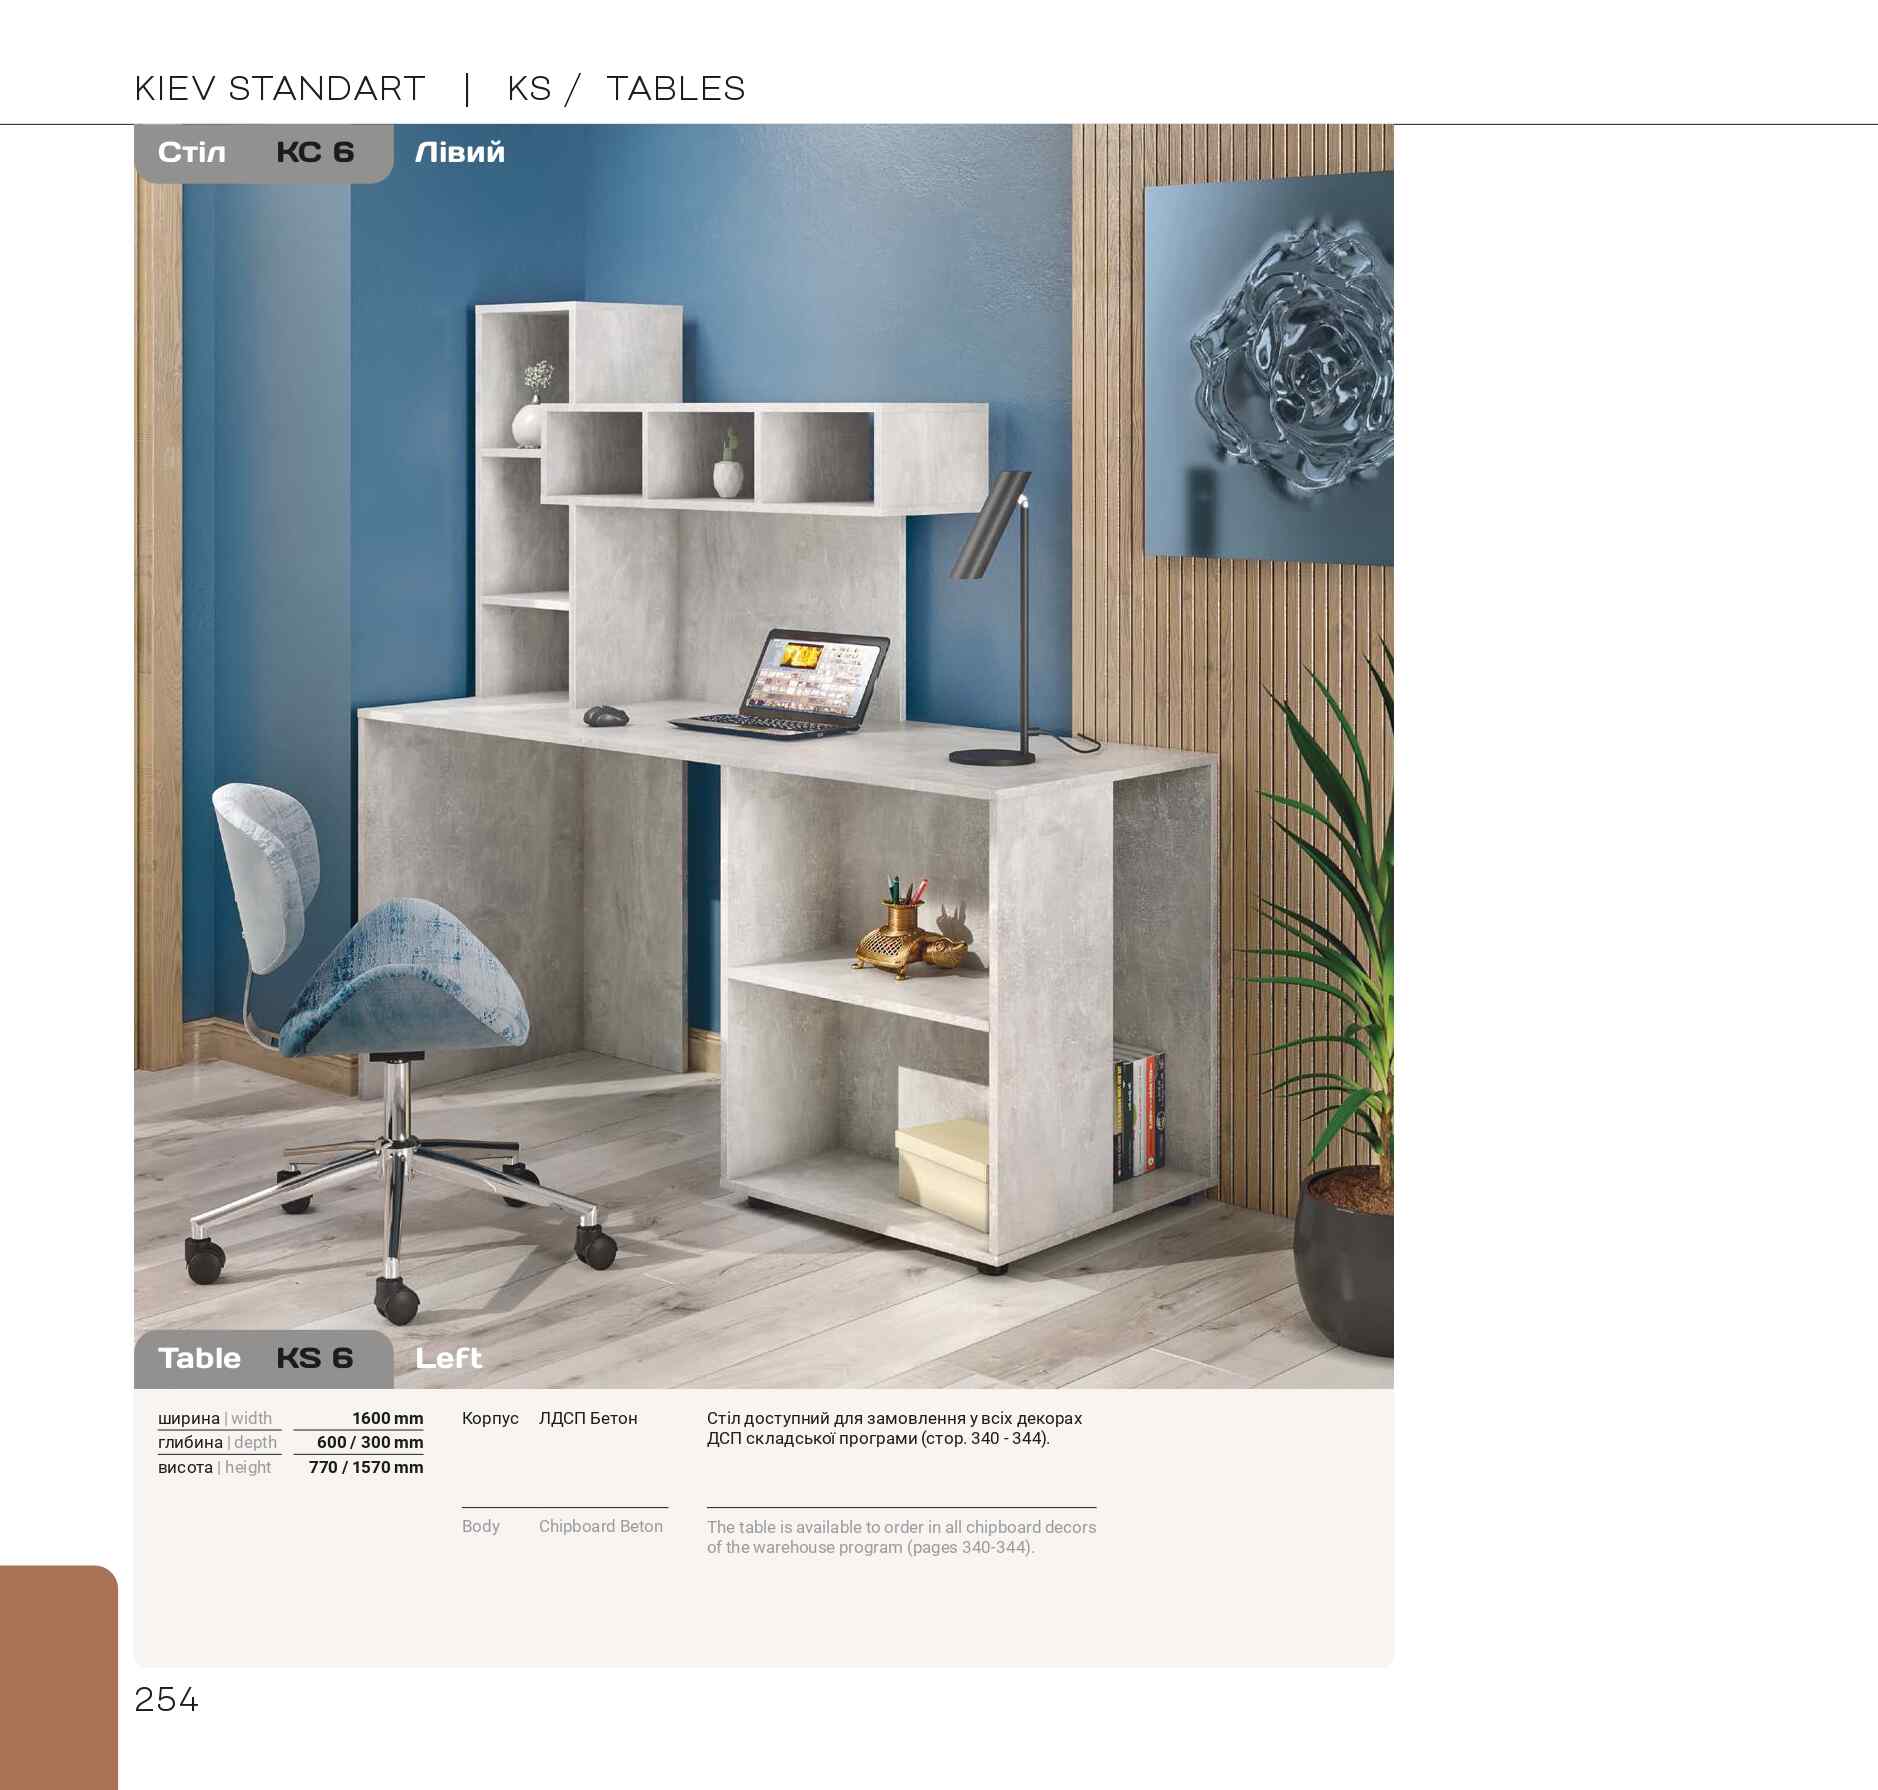 KIEV STANDART | KS / TABLES
Стіл КС 6 Лівий
Table KS 6 Left
ширина | width 1600 mm
глибина | depth 600 / 300 mm
висота | height 770 / 1570 mm
Корпус ЛДСП Бетон
Body Chipboard Beton
Стіл доступний для замовлення у всіх декорах
ДСП складської програми (стор. 340 - 344).
The table is available to order in all chipboard decors
of the warehouse program (pages 340-344).
254